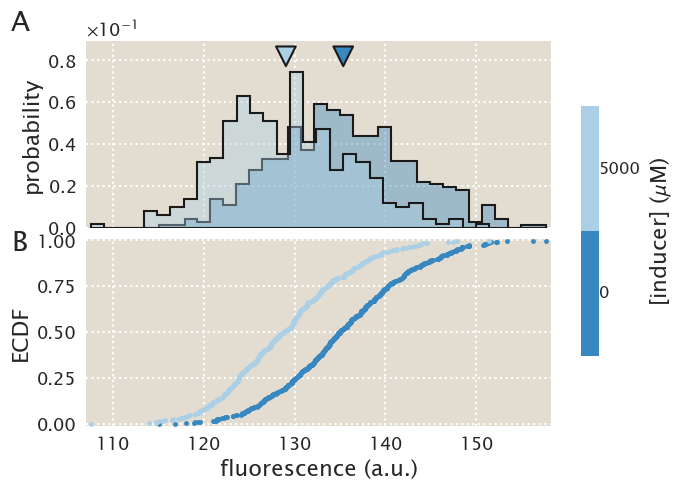 A
×10⁻¹
0.8
0.6
0.4
0.2
0.0
probability
B
1.00
0.75
0.50
0.25
0.00
ECDF
110 120 130 140 150
fluorescence (a.u.)
5000
0
[inducer] (μM)